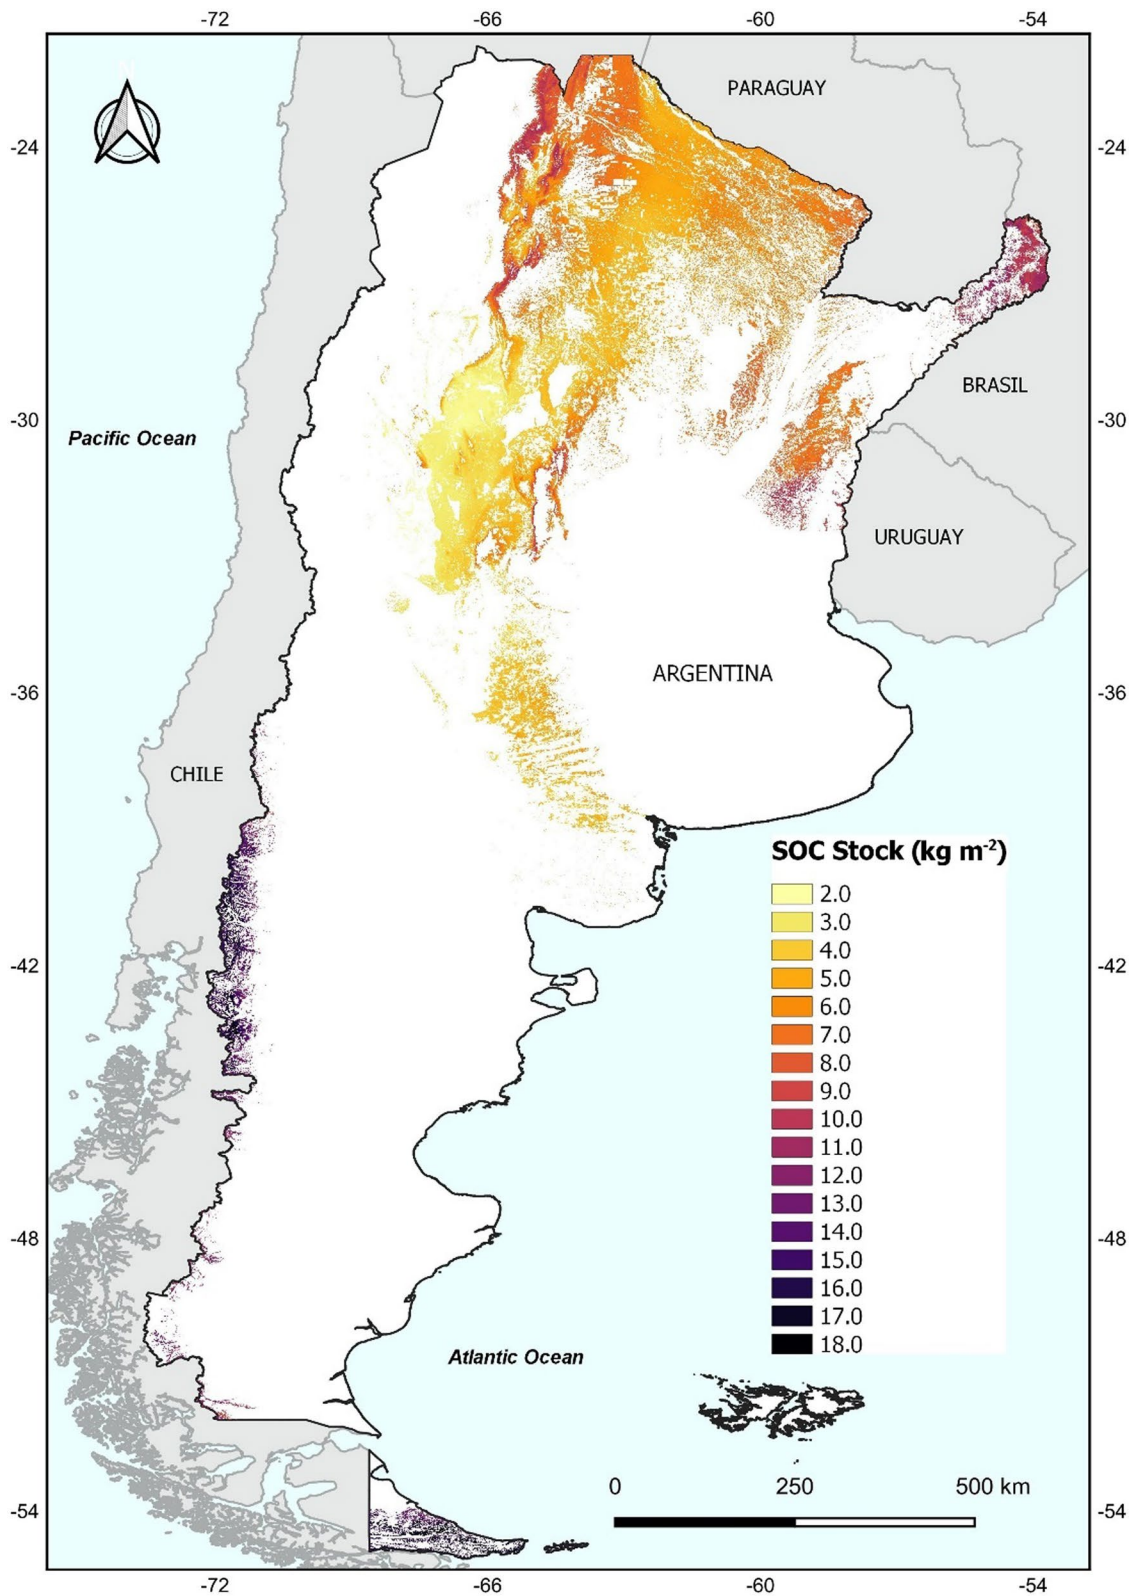 -72 -66 -60 -54
N
PARAGUAY
-24 -24
BRASIL
-30 -30
Pacific Ocean
URUGUAY
ARGENTINA
-36 -36
CHILE
SOC Stock (kg m⁻²)
2.0
3.0
4.0
-42 -42
5.0
6.0
7.0
8.0
9.0
10.0
11.0
12.0
13.0
-48 -48
14.0
15.0
16.0
17.0
18.0
Atlantic Ocean
0 250 500 km
-54 -54
-72 -66 -60 -54